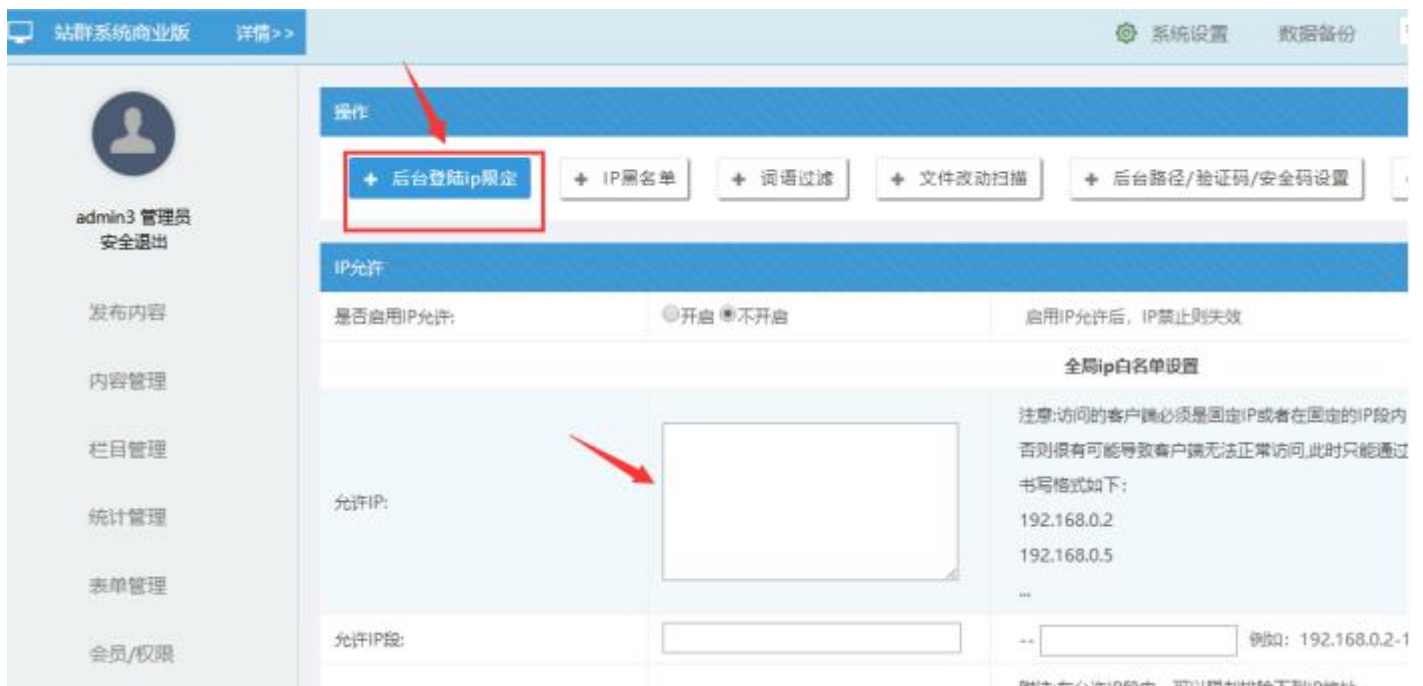 站群系统商业版 详情>>
系统设置 数据备份
操作
+ 后台登陆ip限定 + IP黑名单 + 词语过滤 + 文件改动扫描 + 后台路径/验证码/安全码设置
admin3 管理员
安全退出
IP允许
发布内容
是否启用IP允许: 开启 不开启 启用IP允许后，IP禁止则失效
全局ip白名单设置
内容管理
注意:访问的客户端必须是固定IP或者在固定的IP段内
栏目管理
否则很有可能导致客户端无法正常访问,此时只能通过
书写格式如下:
允许IP:
统计管理
192.168.0.2
192.168.0.5
表单管理
...
允许IP段: -- 例如：192.168.0.2-1
会员/权限